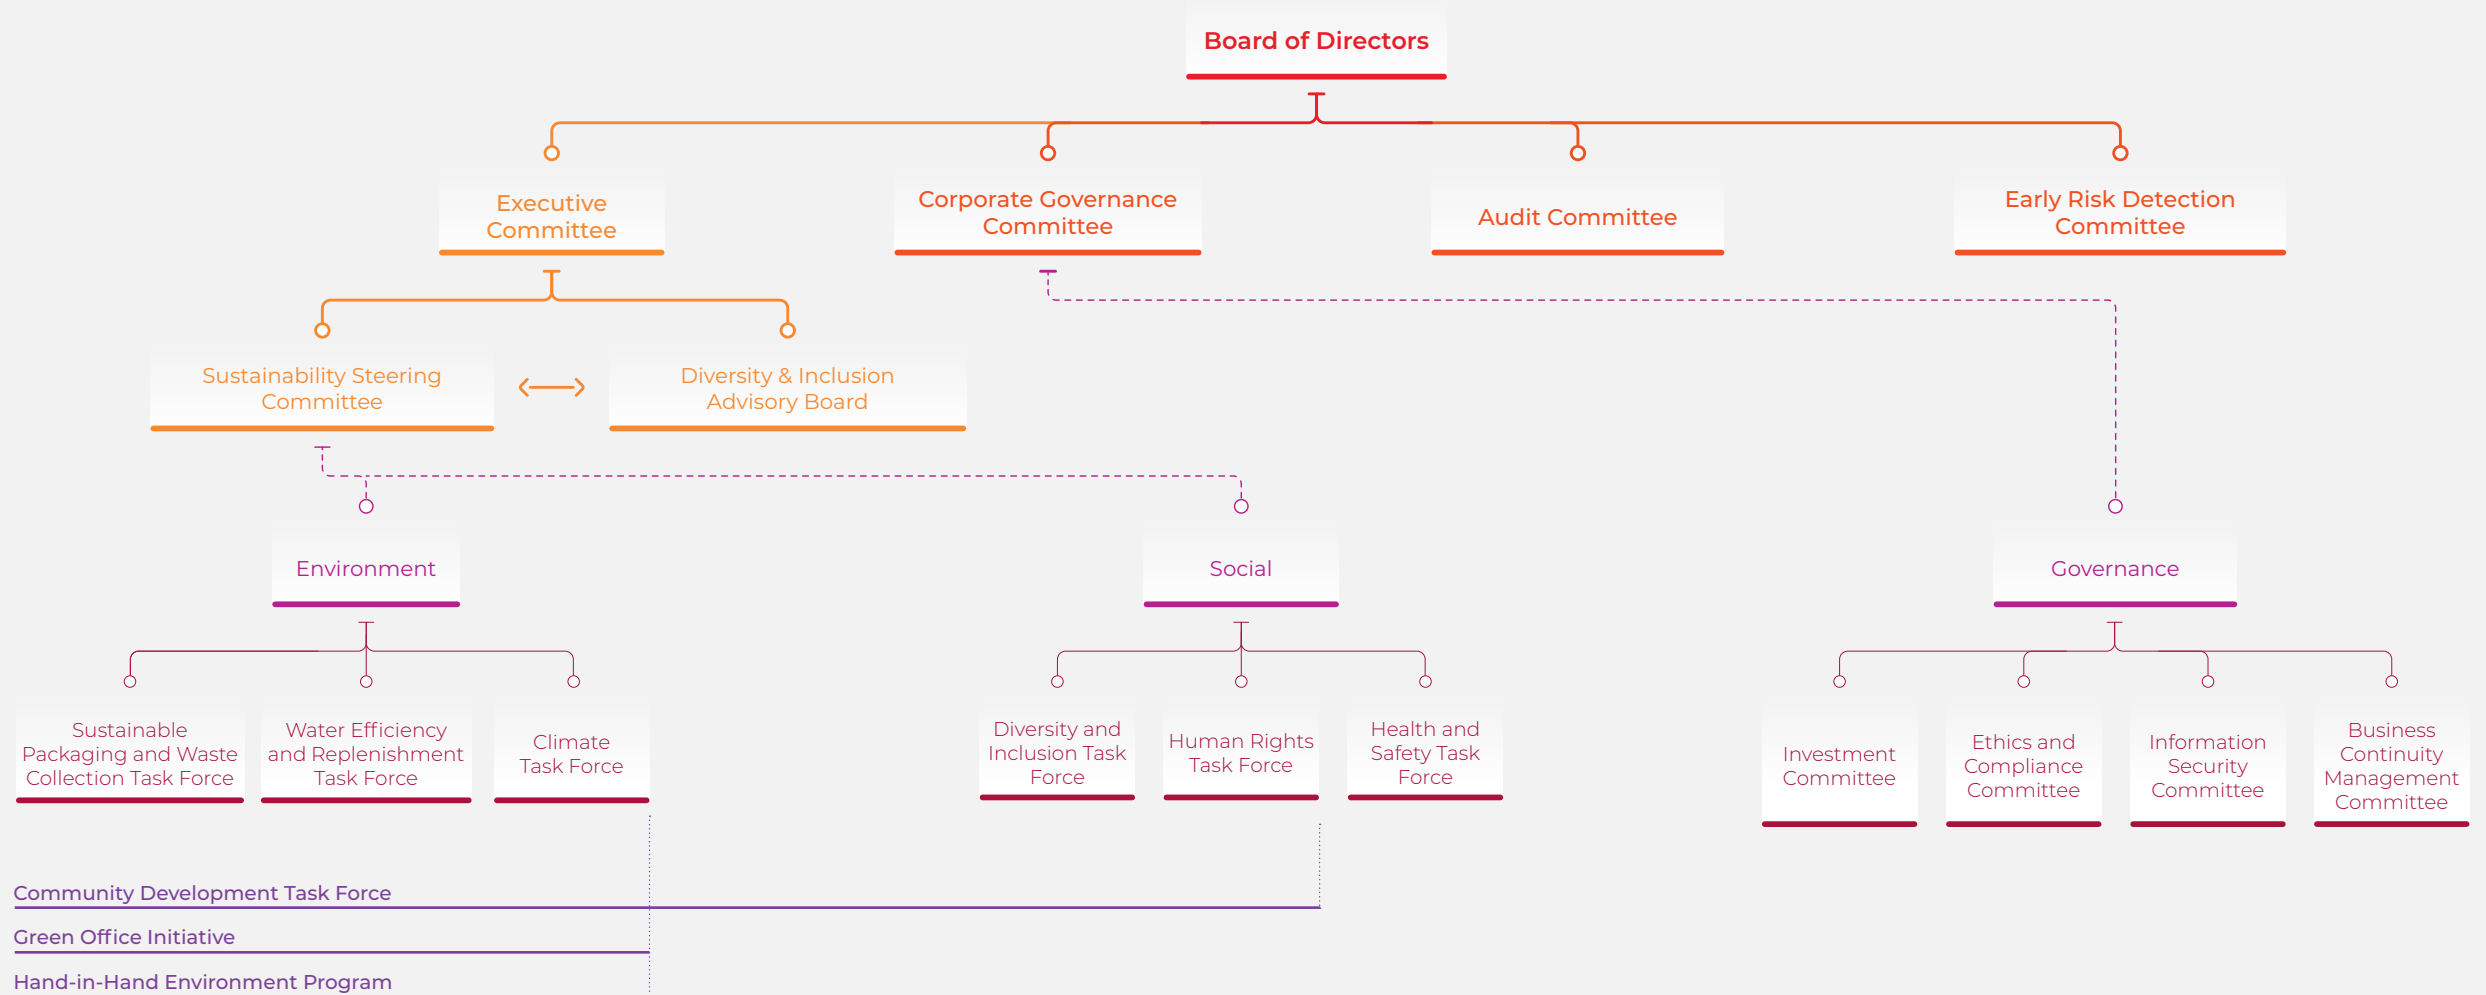 Board of Directors
Executive
Committee
Corporate Governance
Committee
Audit Committee
Early Risk Detection
Committee
Sustainability Steering
Committee
Diversity & Inclusion
Advisory Board
Environment
Social
Governance
Sustainable
Packaging and Waste
Collection Task Force
Water Efficiency
and Replenishment
Task Force
Climate
Task Force
Diversity and
Inclusion Task
Force
Human Rights
Task Force
Health and
Safety Task
Force
Investment
Committee
Ethics and
Compliance
Committee
Information
Security
Committee
Business
Continuity
Management
Committee
Community Development Task Force
Green Office Initiative
Hand-in-Hand Environment Program